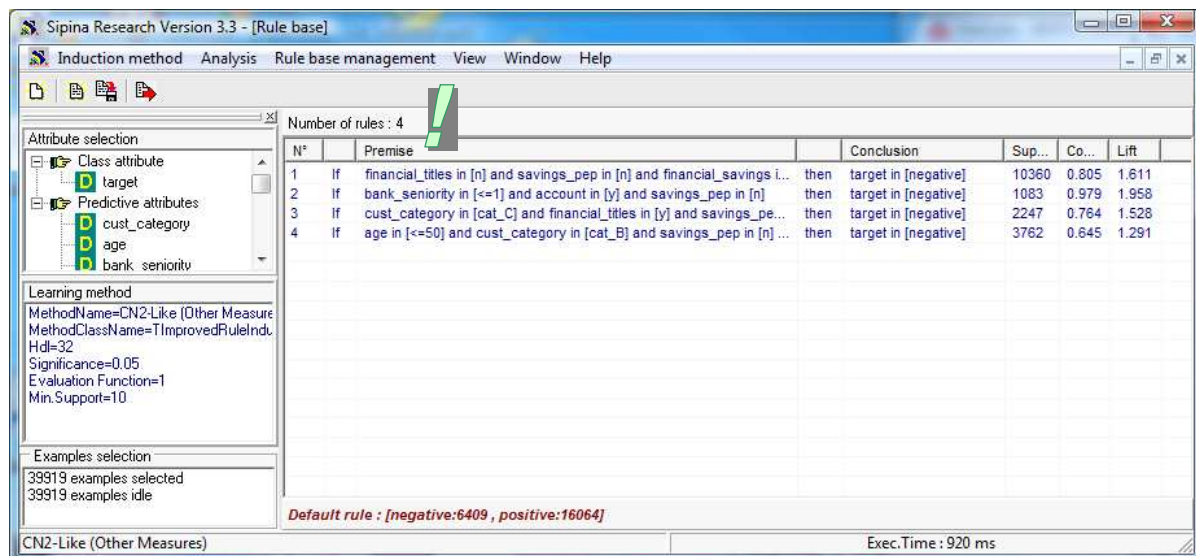 Sipina Research Version 3.3 - [Rule base]
Induction method Analysis Rule base management View Window Help
Attribute selection
Class attribute
target
Predictive attributes
cust_category
age
bank_seniority
Learning method
MethodName=CN2-Like (Other Measure
MethodClassName=TImprovedRuleIndu
Hdl=32
Significance=0.05
Evaluation Function=1
Min.Support=10
Examples selection
39919 examples selected
39919 examples idle
Number of rules : 4
!
N° Premise Conclusion Sup... Co... Lift
1 If financial_titles in [n] and savings_pep in [n] and financial_savings i... then target in [negative] 10360 0.805 1.611
2 If bank_seniority in [<=1] and account in [y] and savings_pep in [n] then target in [negative] 1083 0.979 1.958
3 If cust_category in [cat_C] and financial_titles in [y] and savings_pe... then target in [negative] 2247 0.764 1.528
4 If age in [<=50] and cust_category in [cat_B] and savings_pep in [n] ... then target in [negative] 3762 0.645 1.291
Default rule : [negative:6409 , positive:16064]
CN2-Like (Other Measures) Exec.Time : 920 ms